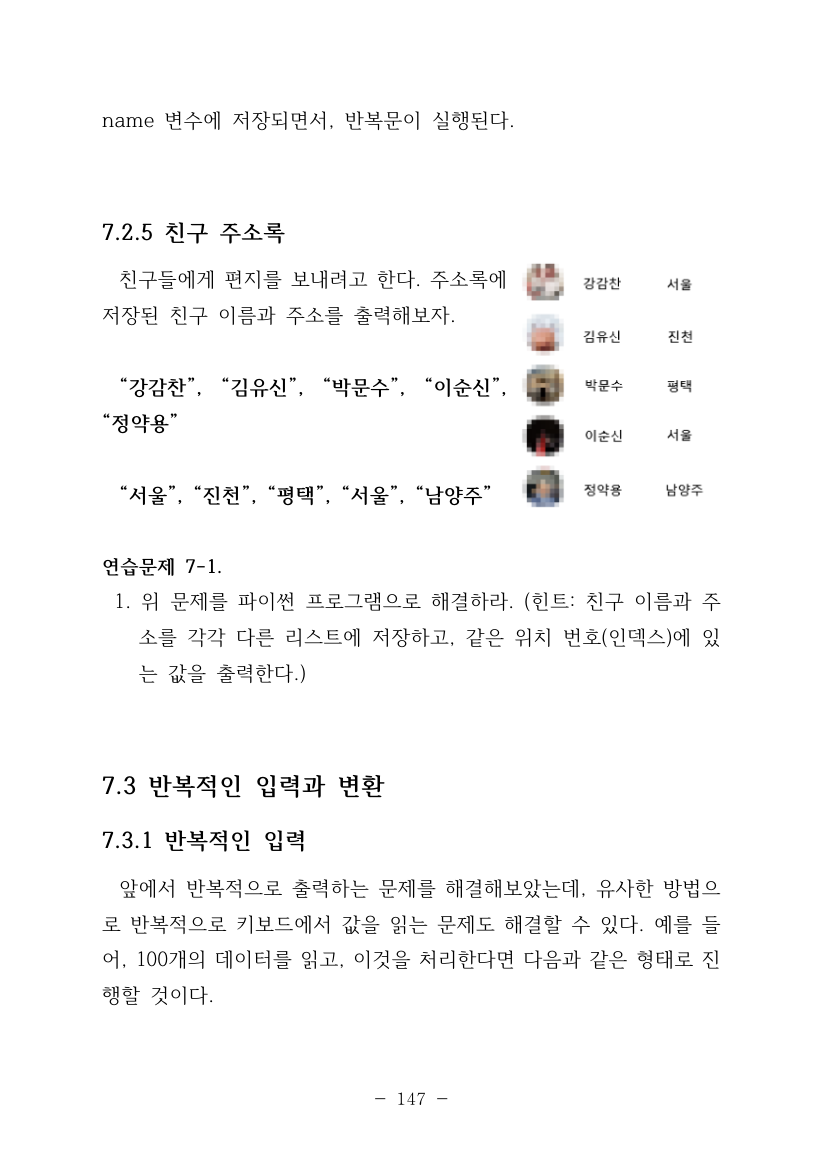 name 변수에 저장되면서, 반복문이 실행된다.
7.2.5 친구 주소록
친구들에게 편지를 보내려고 한다. 주소록에
저장된 친구 이름과 주소를 출력해보자.
“강감찬”, “김유신”, “박문수”, “이순신”,
“정약용”
“서울”, “진천”, “평택”, “서울”, “남양주”
강감찬 서울
김유신 진천
박문수 평택
이순신 서울
정약용 남양주
연습문제 7-1.
1. 위 문제를 파이썬 프로그램으로 해결하라. (힌트: 친구 이름과 주
소를 각각 다른 리스트에 저장하고, 같은 위치 번호(인덱스)에 있
는 값을 출력한다.)
7.3 반복적인 입력과 변환
7.3.1 반복적인 입력
앞에서 반복적으로 출력하는 문제를 해결해보았는데, 유사한 방법으
로 반복적으로 키보드에서 값을 읽는 문제도 해결할 수 있다. 예를 들
어, 100개의 데이터를 읽고, 이것을 처리한다면 다음과 같은 형태로 진
행할 것이다.
- 147 -